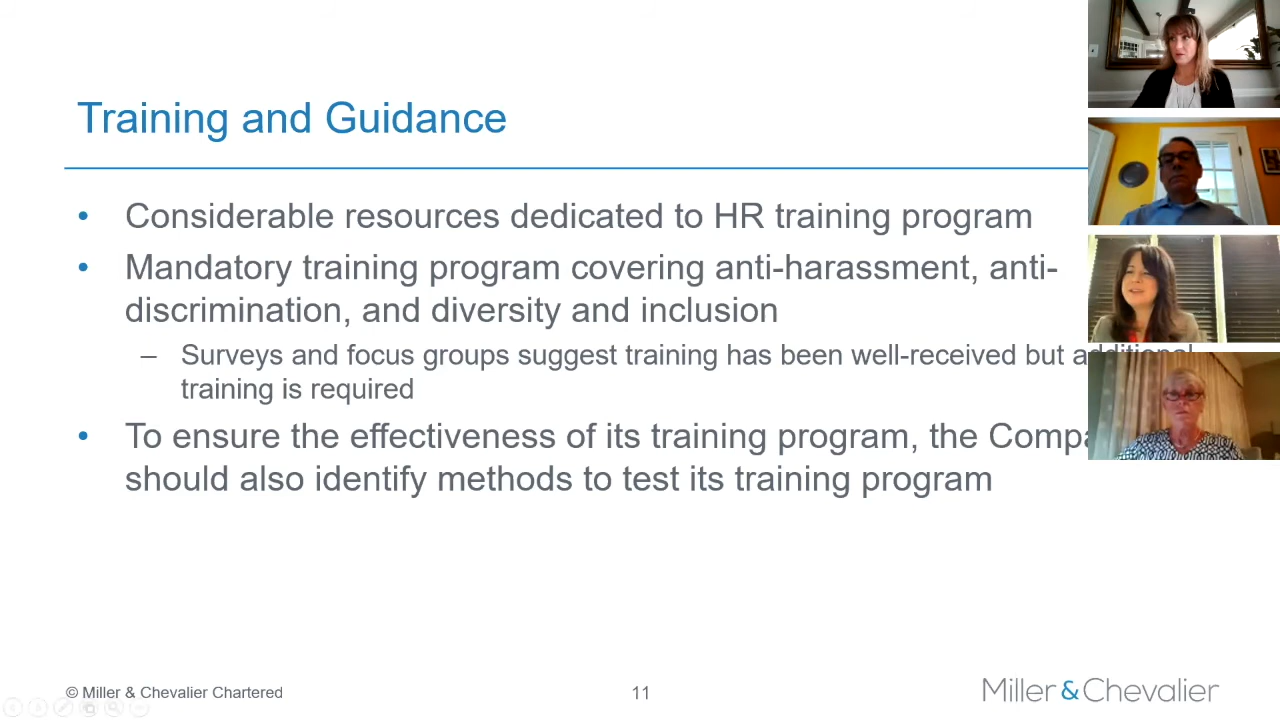 Training and Guidance
• Considerable resources dedicated to HR training program
• Mandatory training program covering anti-harassment, anti-
discrimination, and diversity and inclusion
– Surveys and focus groups suggest training has been well-received but additional
training is required
• To ensure the effectiveness of its training program, the
should also identify methods to test its training program
© Miller & Chevalier Chartered
11
Miller & Chevalier